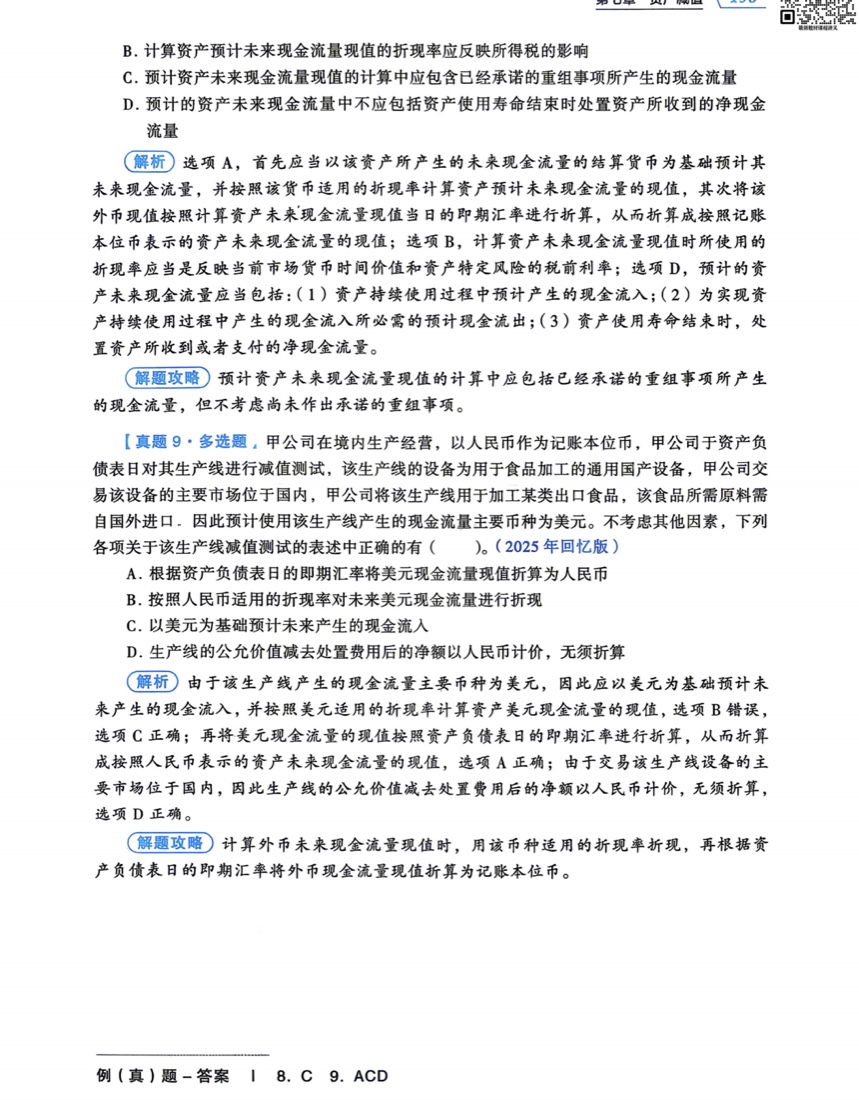 第七章 资产减值 196
B. 计算资产预计未来现金流量现值的折现率应反映所得税的影响
C. 预计资产未来现金流量现值的计算中应包含已经承诺的重组事项所产生的现金流量
D. 预计的资产未来现金流量中不应包括资产使用寿命结束时处置资产所收到的净现金
流量
解析 选项 A，首先应当以该资产所产生的未来现金流量的结算货币为基础预计其
未来现金流量，并按照该货币适用的折现率计算资产预计未来现金流量的现值，其次将该
外币现值按照计算资产未来现金流量现值当日的即期汇率进行折算，从而折算成按照记账
本位币表示的资产未来现金流量的现值；选项 B，计算资产未来现金流量现值时所使用的
折现率应当是反映当前市场货币时间价值和资产特定风险的税前利率；选项 D，预计的资
产未来现金流量应当包括：（1）资产持续使用过程中预计产生的现金流入；（2）为实现资
产持续使用过程中产生的现金流入所必需的预计现金流出；（3）资产使用寿命结束时，处
置资产所收到或者支付的净现金流量。
解题攻略 预计资产未来现金流量现值的计算中应包括已经承诺的重组事项所产生
的现金流量，但不考虑尚未作出承诺的重组事项。
【真题 9·多选题】甲公司在境内生产经营，以人民币作为记账本位币，甲公司于资产负
债表日对其生产线进行减值测试，该生产线的设备为用于食品加工的通用国产设备，甲公司交
易该设备的主要市场位于国内，甲公司将该生产线用于加工某类出口食品，该食品所需原料需
自国外进口．因此预计使用该生产线产生的现金流量主要币种为美元。不考虑其他因素，下列
各项关于该生产线减值测试的表述中正确的有（　　）。（2025 年回忆版）
A. 根据资产负债表日的即期汇率将美元现金流量现值折算为人民币
B. 按照人民币适用的折现率对未来美元现金流量进行折现
C. 以美元为基础预计未来产生的现金流入
D. 生产线的公允价值减去处置费用后的净额以人民币计价，无须折算
解析 由于该生产线产生的现金流量主要币种为美元，因此应以美元为基础预计未
来产生的现金流入，并按照美元适用的折现率计算资产美元现金流量的现值，选项 B 错误，
选项 C 正确；再将美元现金流量的现值按照资产负债表日的即期汇率进行折算，从而折算
成按照人民币表示的资产未来现金流量的现值，选项 A 正确；由于交易该生产线设备的主
要市场位于国内，因此生产线的公允价值减去处置费用后的净额以人民币计价，无须折算，
选项 D 正确。
解题攻略 计算外币未来现金流量现值时，用该币种适用的折现率折现，再根据资
产负债表日的即期汇率将外币现金流量现值折算为记账本位币。
例（真）题－答案 | 8. C 9. ACD